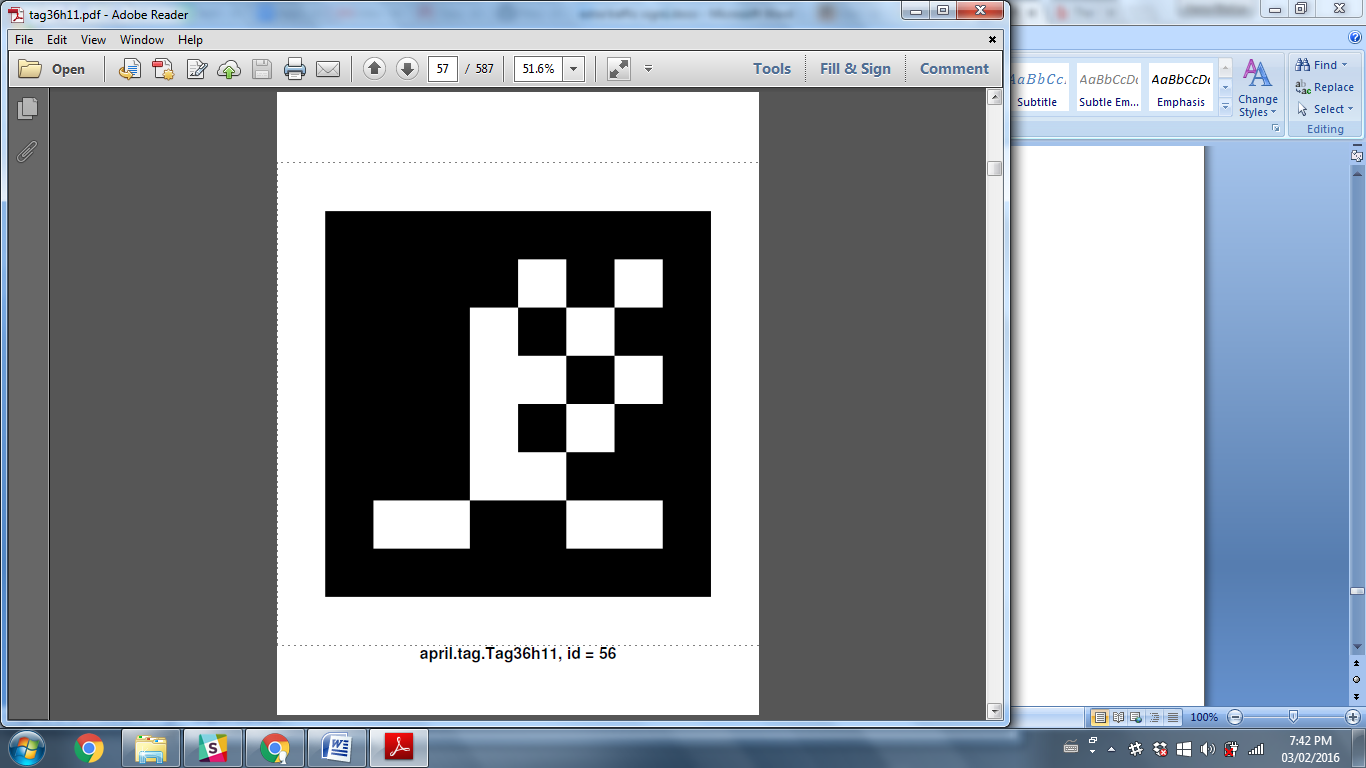 tag36h11.pdf - Adobe Reader
File Edit View Window Help
Open 57 / 587 51.6% Tools Fill & Sign Comment
april.tag.Tag36h11, id = 56
AaBbCcDc AaBbCcDc
Subtitle Subtle Em... Emphasis
Change Styles
Find
Replace
Select
Editing
100%
7:42 PM
03/02/2016